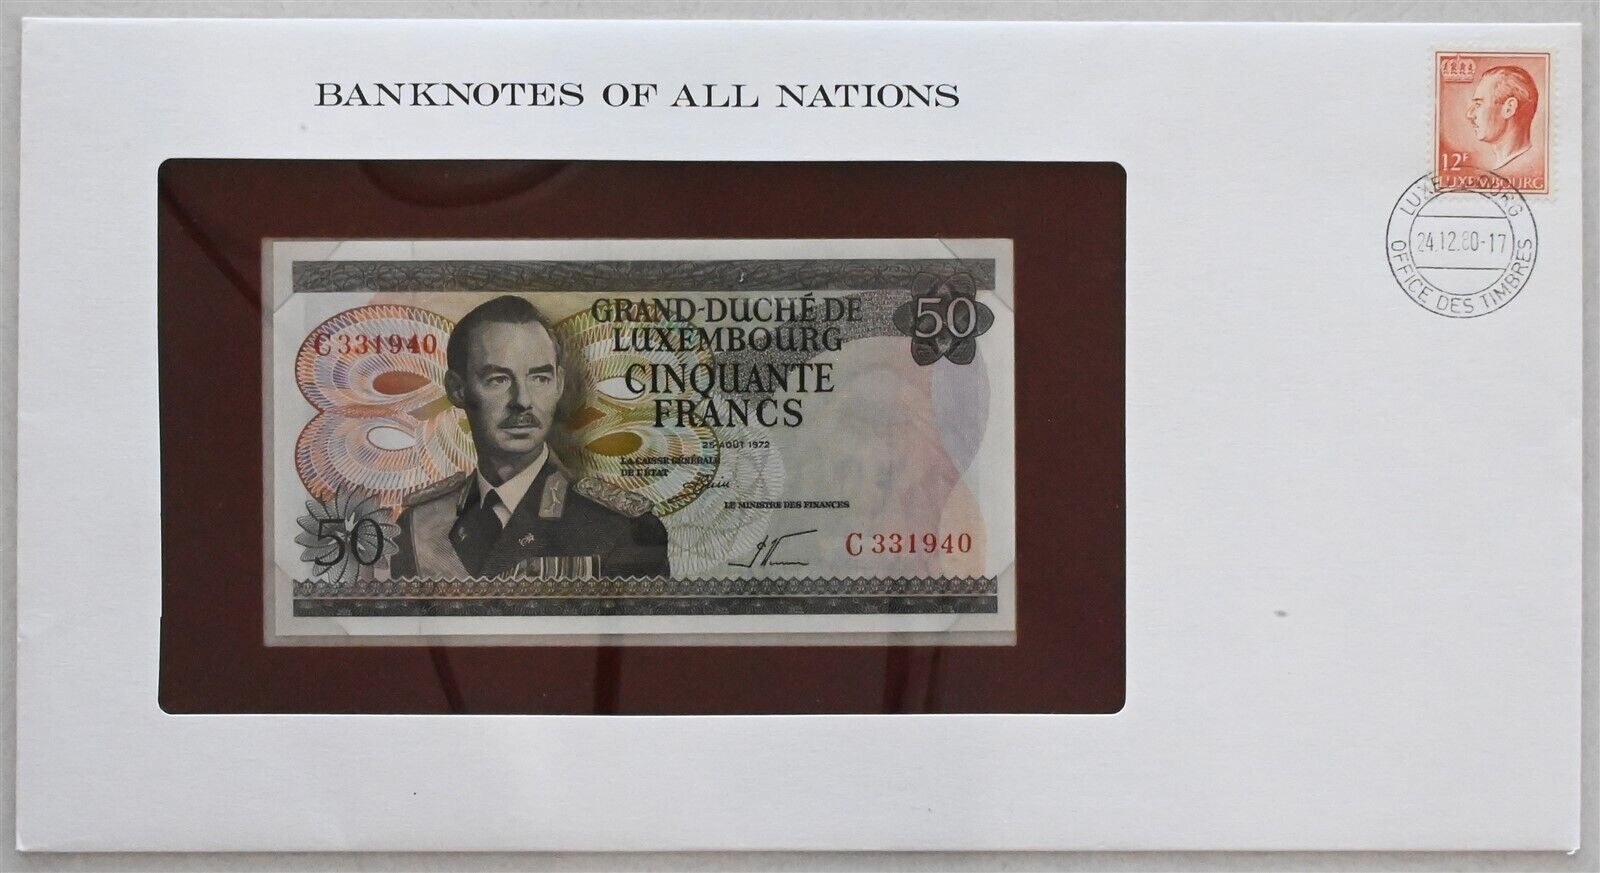 BANKNOTES OF ALL NATIONS
12F
LUXEMBOURG
LUXEMBOURG
24.12.80-17
OFFICE DES TIMBRES
50
GRAND-DUCHÉ DE
LUXEMBOURG
CINQUANTE
FRANCS
C 331940
25 AOÛT 1972
LA CAISSE GÉNÉRALE
DE L'ÉTAT
LE MINISTRE DES FINANCES
50
C 331940